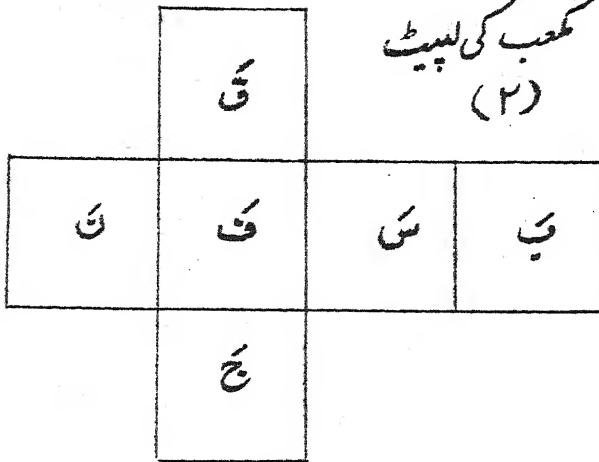 مکعب کی لپیٹ
(۲)
قَ
پَ سَ فَ نَ
جَ